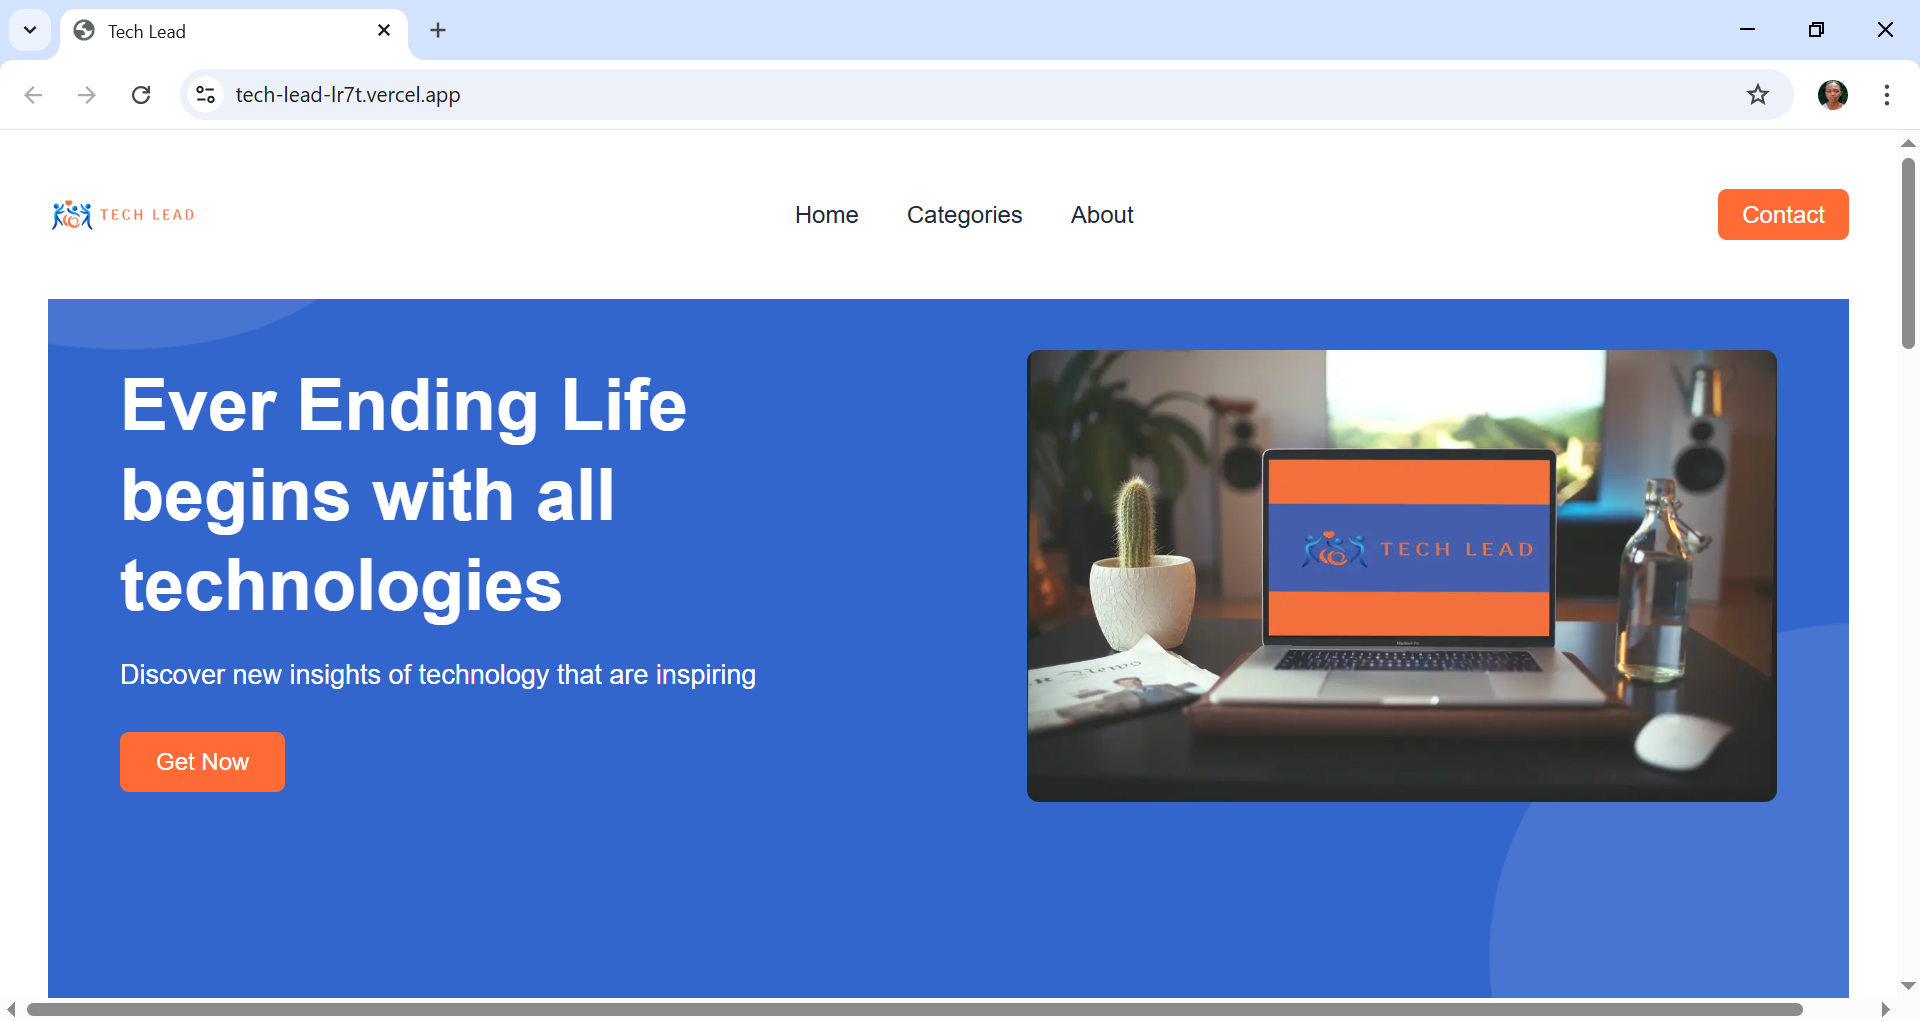 Tech Lead
tech-lead-lr7t.vercel.app
TECH LEAD
Home
Categories
About
Contact
Ever Ending Life
begins with all
technologies
Discover new insights of technology that are inspiring
Get Now
TECH LEAD